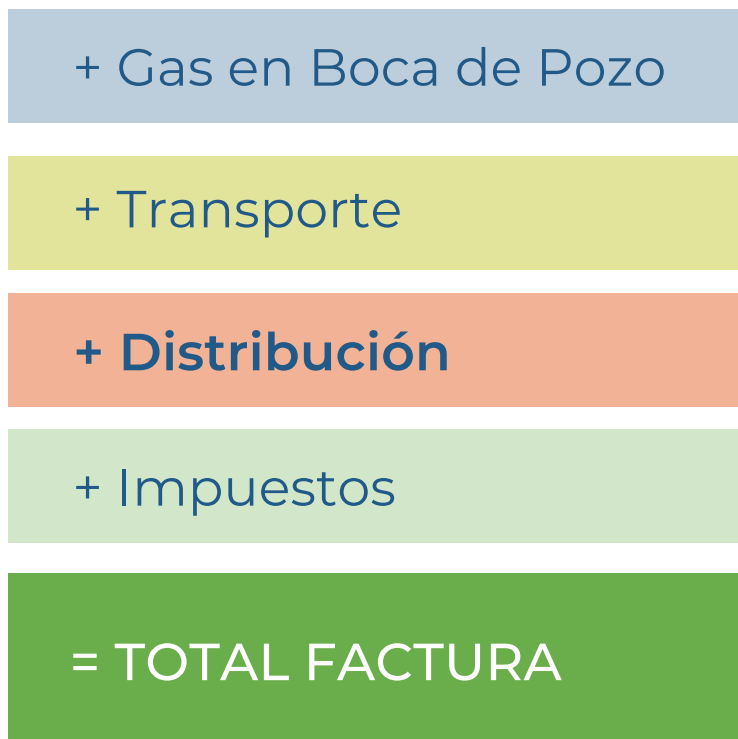 + Gas en Boca de Pozo
+ Transporte
+ Distribución
+ Impuestos
= TOTAL FACTURA